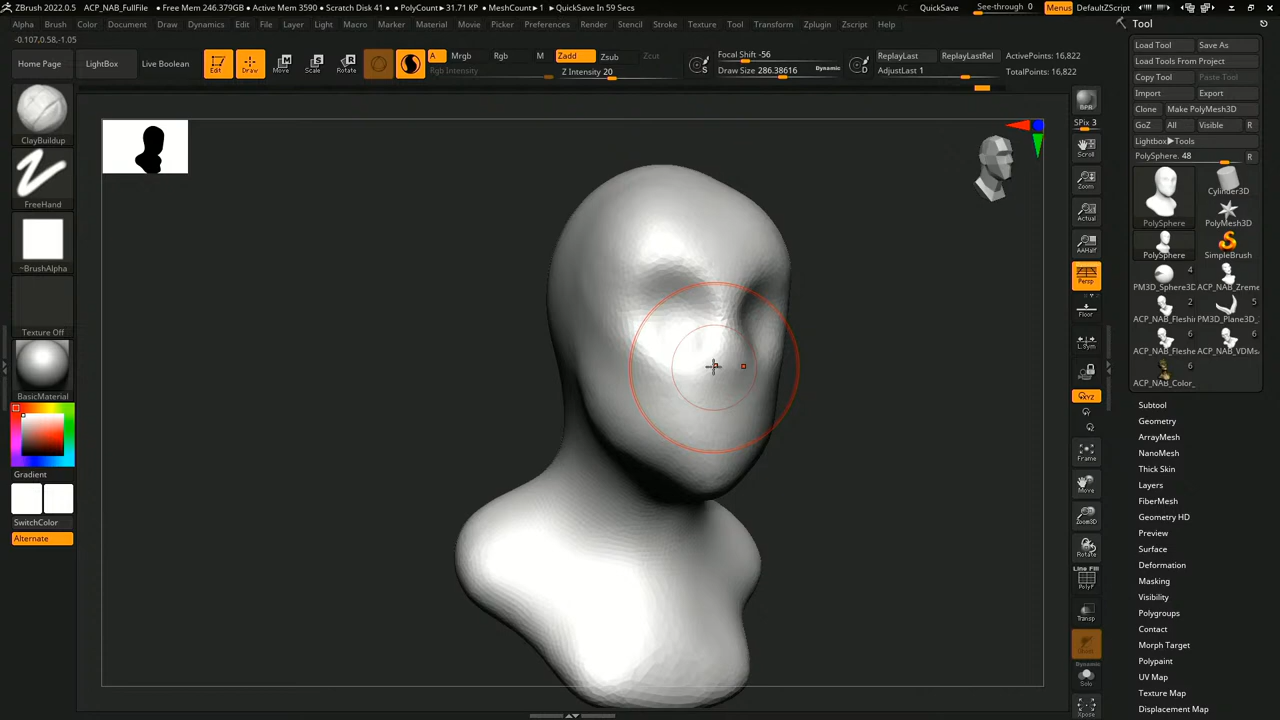 ZBrush 2022.0.5 ACP_NAB_FullFile • Free Mem 246.379GB • Active Mem 3590 • Scratch Disk 41 • PolyCount▸31.71 KP • MeshCount▸1 • QuickSave In 59 Secs AC QuickSave See-through 0 Menus DefaultZScript
Alpha Brush Color Document Draw Dynamics Edit File Layer Light Macro Marker Material Movie Picker Preferences Render Stencil Stroke Texture Tool Transform Zplugin Zscript Help
-0.107,0.58,-1.05
Home Page LightBox Live Boolean Edit Draw Move Scale Rotate
A Mrgb Rgb M Zadd Zsub Zcut
Rgb Intensity Z Intensity 20
Focal Shift -56
Draw Size 286.38616 Dynamic
S D
ReplayLast ReplayLastRel
AdjustLast 1
ActivePoints: 16,822
TotalPoints: 16,822
ClayBuildup
FreeHand
~BrushAlpha
Texture Off
BasicMaterial
Gradient
SwitchColor
Alternate
BPR
SPix 3
Scroll
Zoom
Actual
AAHalf
Persp
Floor
L.Sym
XYZ
Frame
Move
Zoom3D
Rotate
Line Fill
PolyF
Transp
Dynamic
Solo
Xpose
Tool
Load Tool Save As
Load Tools From Project
Copy Tool Paste Tool
Import Export
Clone Make PolyMesh3D
GoZ All Visible R
Lightbox▸Tools
PolySphere. 48 R
PolySphere Cylinder3D
PolyMesh3D
PolySphere SimpleBrush
4
PM3D_Sphere3D ACP_NAB_Zreme
2 5
ACP_NAB_Fleshi PM3D_Plane3D_
6 6
ACP_NAB_Fleshe ACP_NAB_VDMs
6
ACP_NAB_Color_
Subtool
Geometry
ArrayMesh
NanoMesh
Thick Skin
Layers
FiberMesh
Geometry HD
Preview
Surface
Deformation
Masking
Visibility
Polygroups
Contact
Morph Target
Polypaint
UV Map
Texture Map
Displacement Map